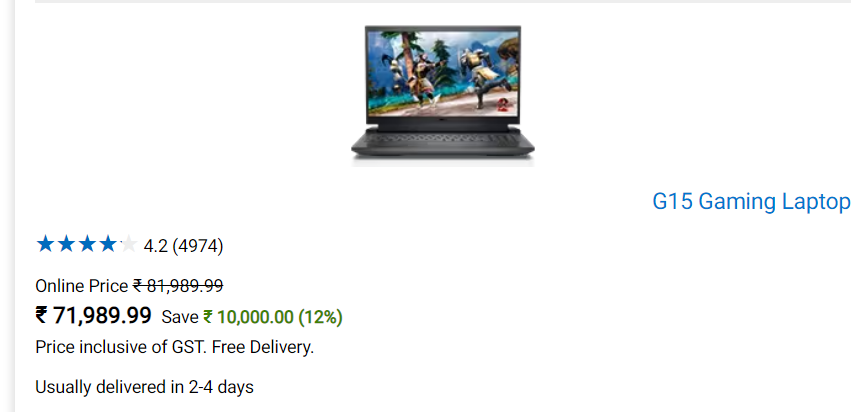 G15 Gaming Laptop
4.2 (4974)
Online Price ₹ 81,989.99
₹ 71,989.99 Save ₹ 10,000.00 (12%)
Price inclusive of GST. Free Delivery.
Usually delivered in 2-4 days